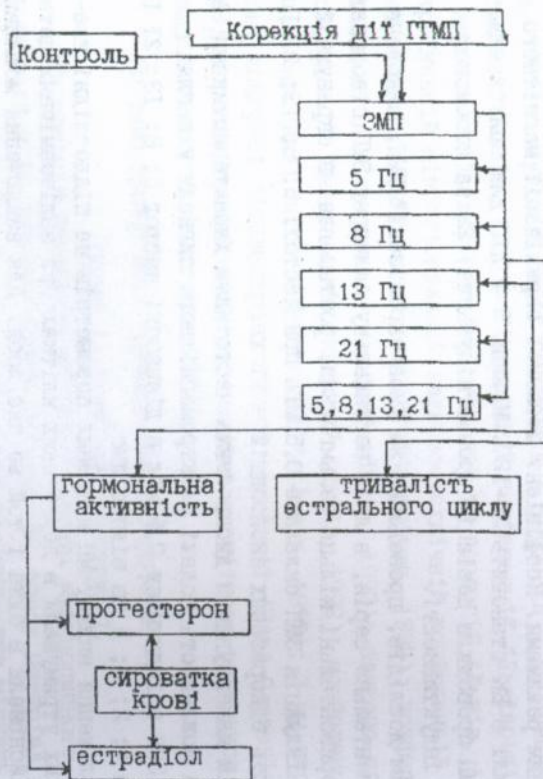 Корекція дії ГТМП
Контроль
ЗМП
5 Гц
8 Гц
13 Гц
21 Гц
5,8,13,21 Гц
гормональна
активність
тривалість
естрального циклу
прогестерон
сироватка
крові
естрадіол